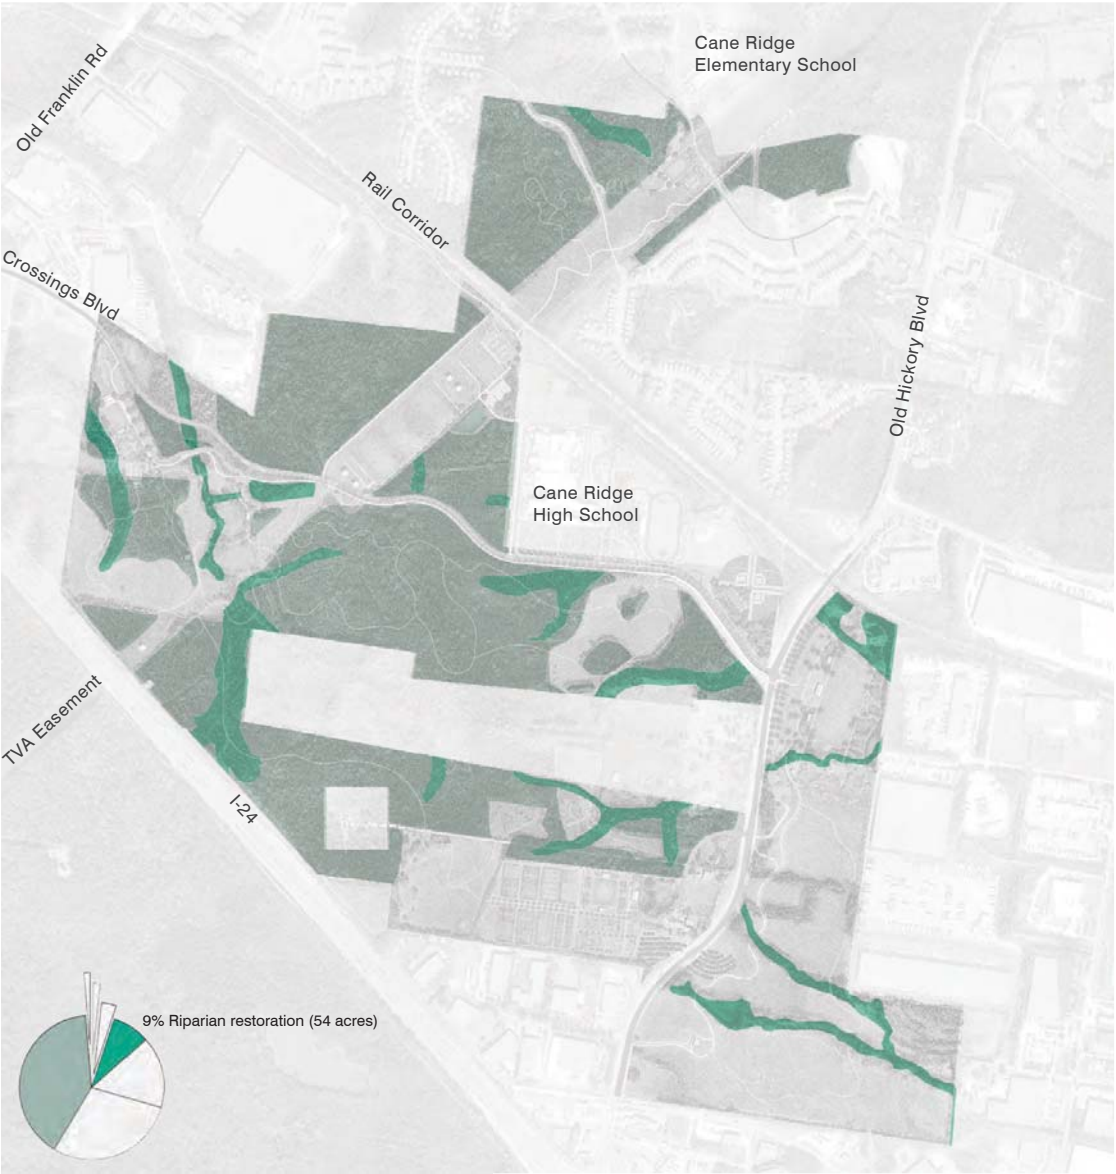 Cane Ridge
Elementary School
Old Franklin Rd
Rail Corridor
Crossings Blvd
Old Hickory Blvd
Cane Ridge
High School
TVA Easement
I-24
9% Riparian restoration (54 acres)